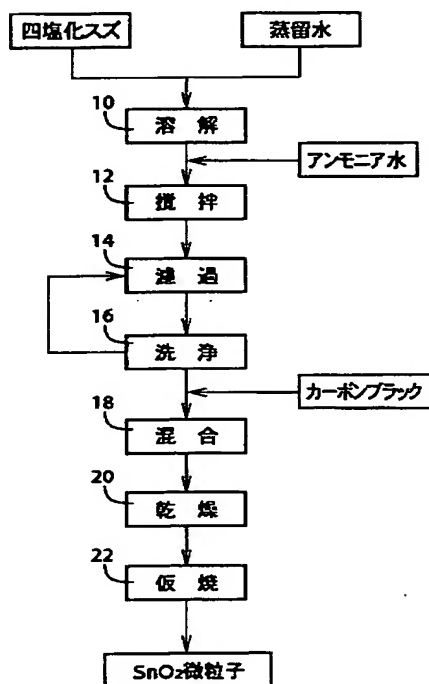 四塩化スズ
蒸留水
10
溶解
アンモニア水
12
攪拌
14
濾過
16
洗浄
カーボンブラック
18
混合
20
乾燥
22
仮焼
SnO₂微粒子